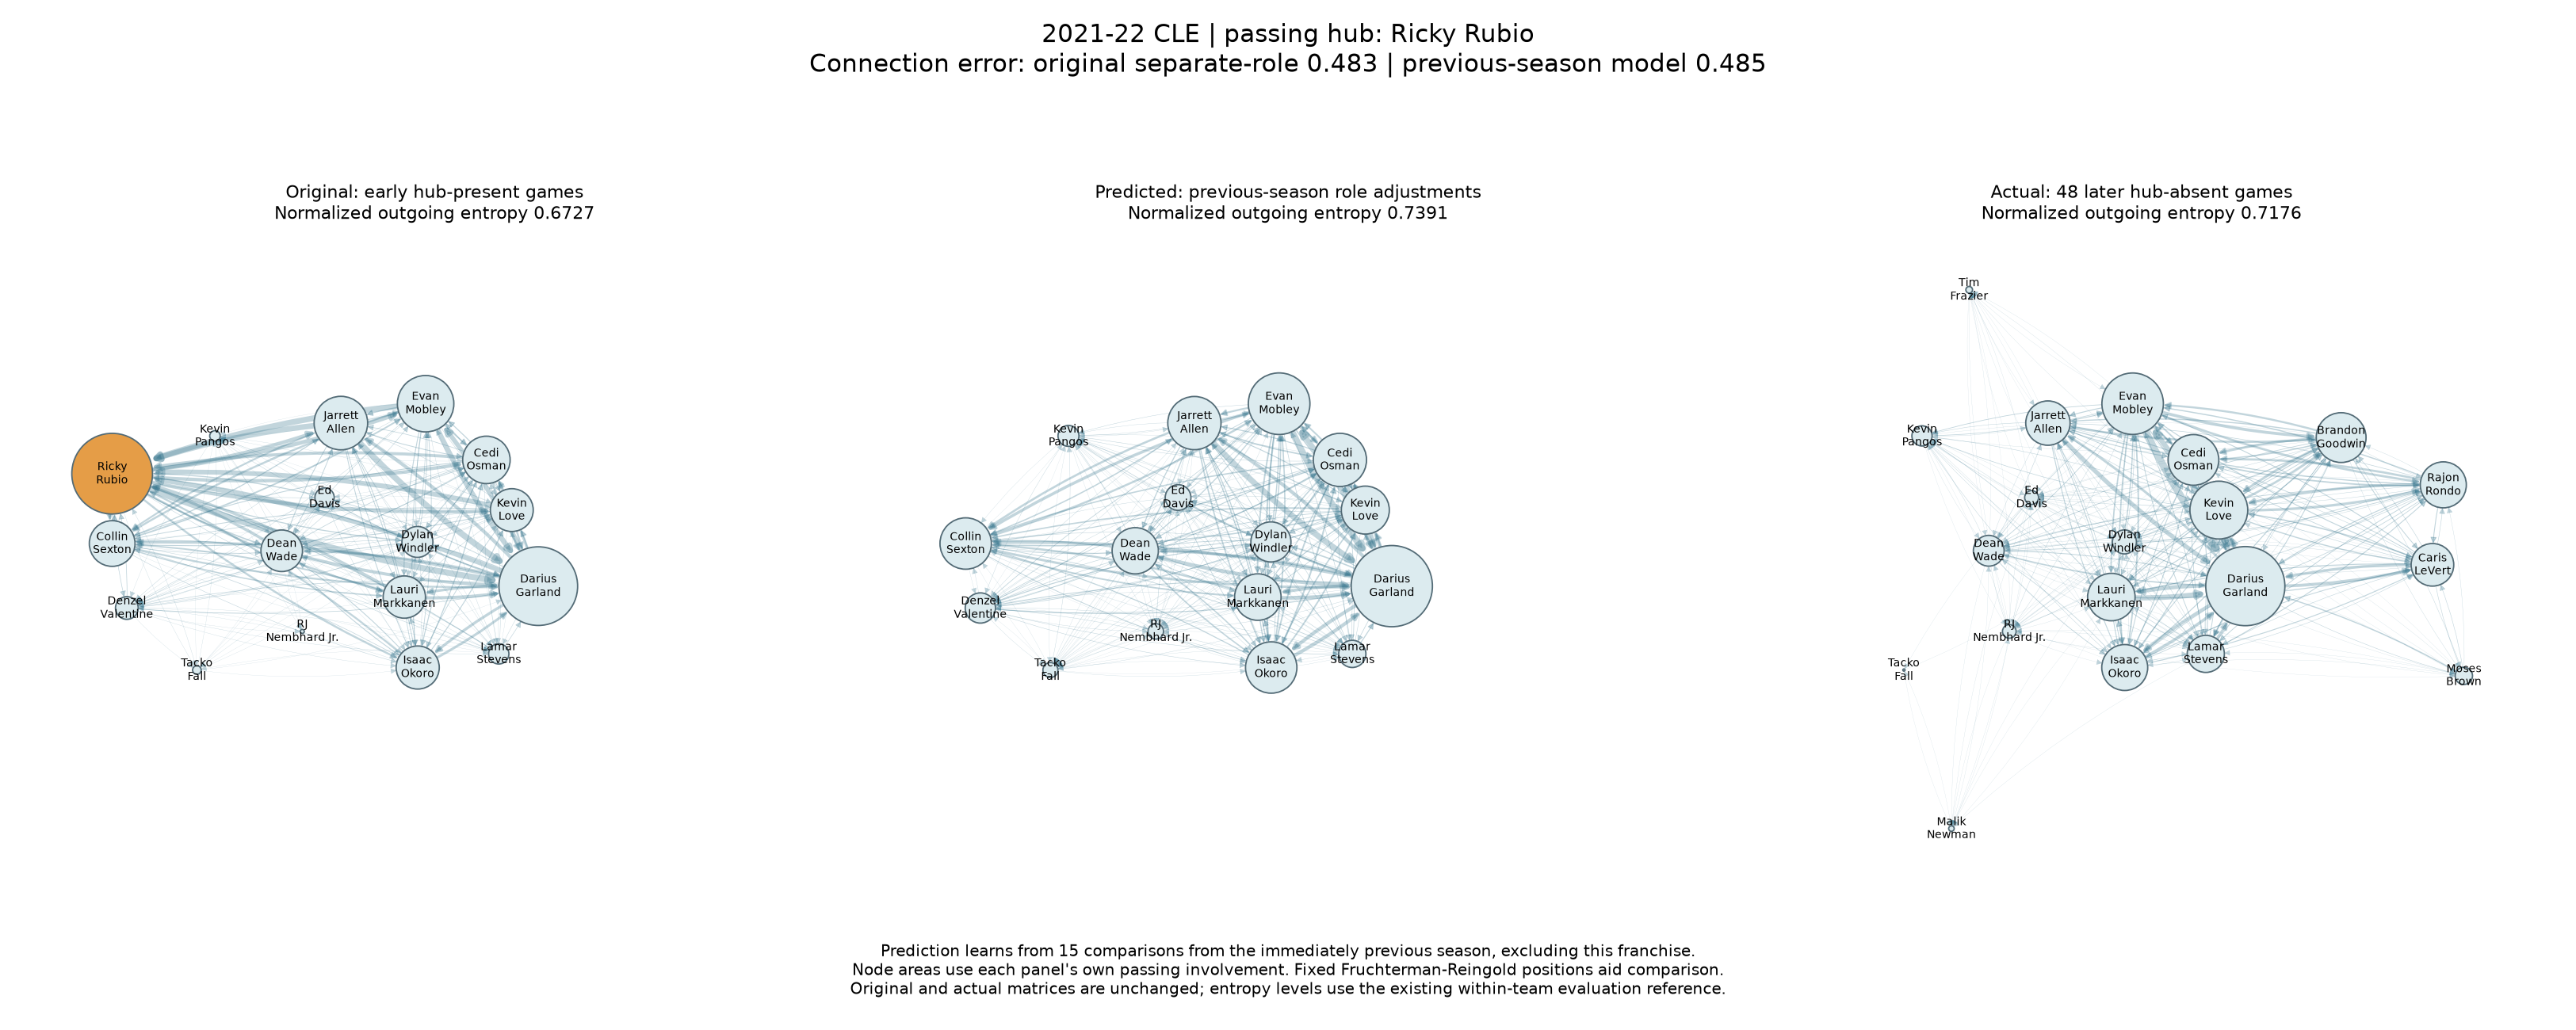 2021-22 CLE | passing hub: Ricky Rubio
Connection error: original separate-role 0.483 | previous-season model 0.485
Original: early hub-present games
Normalized outgoing entropy 0.6727
Evan
Mobley
Jarrett
Allen
Kevin
Pangos
Cedi
Osman
Ricky
Rubio
Ed
Davis
Kevin
Love
Collin
Sexton
Dean
Wade
Dylan
Windler
Darius
Garland
Lauri
Markkanen
Denzel
Valentine
RJ
Nembhard Jr.
Lamar
Stevens
Tacko
Fall
Isaac
Okoro
Predicted: previous-season role adjustments
Normalized outgoing entropy 0.7391
Evan
Mobley
Jarrett
Allen
Kevin
Pangos
Cedi
Osman
Ed
Davis
Kevin
Love
Collin
Sexton
Dean
Wade
Dylan
Windler
Darius
Garland
Lauri
Markkanen
Denzel
Valentine
RJ
Nembhard Jr.
Lamar
Stevens
Tacko
Fall
Isaac
Okoro
Actual: 48 later hub-absent games
Normalized outgoing entropy 0.7176
Tim
Frazier
Evan
Mobley
Jarrett
Allen
Kevin
Pangos
Brandon
Goodwin
Cedi
Osman
Rajon
Rondo
Ed
Davis
Kevin
Love
Dean
Wade
Dylan
Windler
Caris
LeVert
Darius
Garland
Lauri
Markkanen
RJ
Nembhard Jr.
Lamar
Stevens
Tacko
Fall
Isaac
Okoro
Moses
Brown
Malik
Newman
Prediction learns from 15 comparisons from the immediately previous season, excluding this franchise.
Node areas use each panel's own passing involvement. Fixed Fruchterman-Reingold positions aid comparison.
Original and actual matrices are unchanged; entropy levels use the existing within-team evaluation reference.